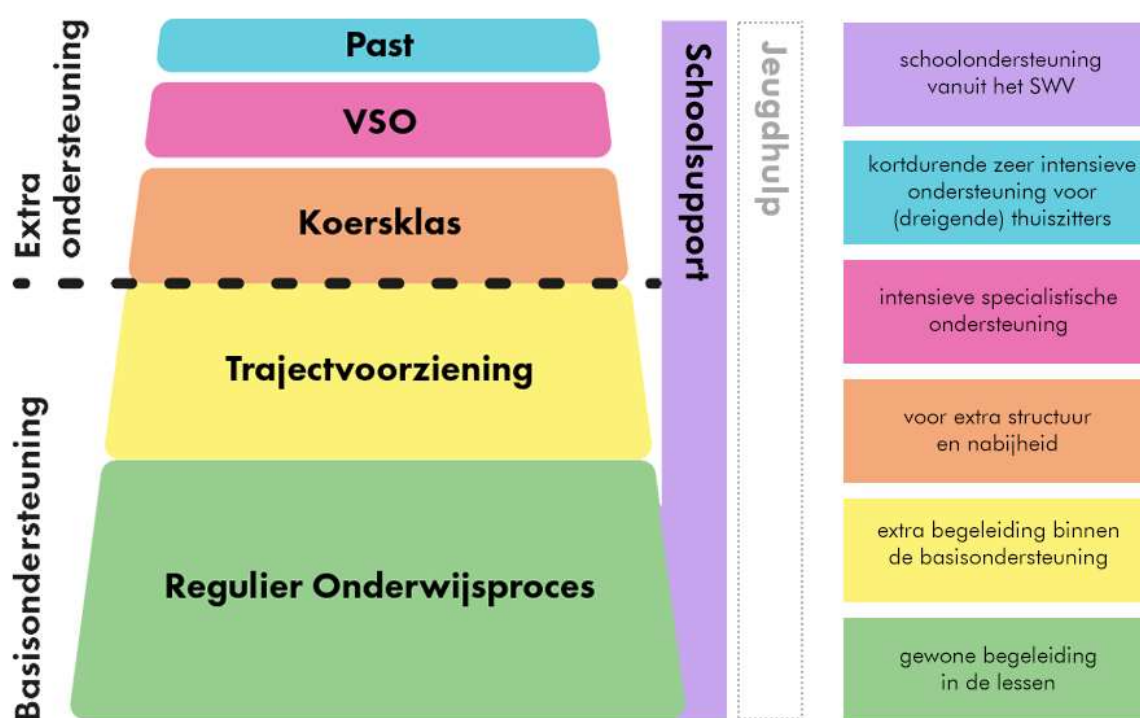 Extra
ondersteuning
Basisondersteuning
Past
VSO
Koersklas
Trajectvoorziening
Regulier Onderwijsproces
Schoolsupport
Jeugdhulp
schoolondersteuning
vanuit het SWV
kortdurende zeer intensieve
ondersteuning voor
(dreigende) thuiszitters
intensieve specialistische
ondersteuning
voor extra structuur
en nabijheid
extra begeleiding binnen
de basisondersteuning
gewone begeleiding
in de lessen